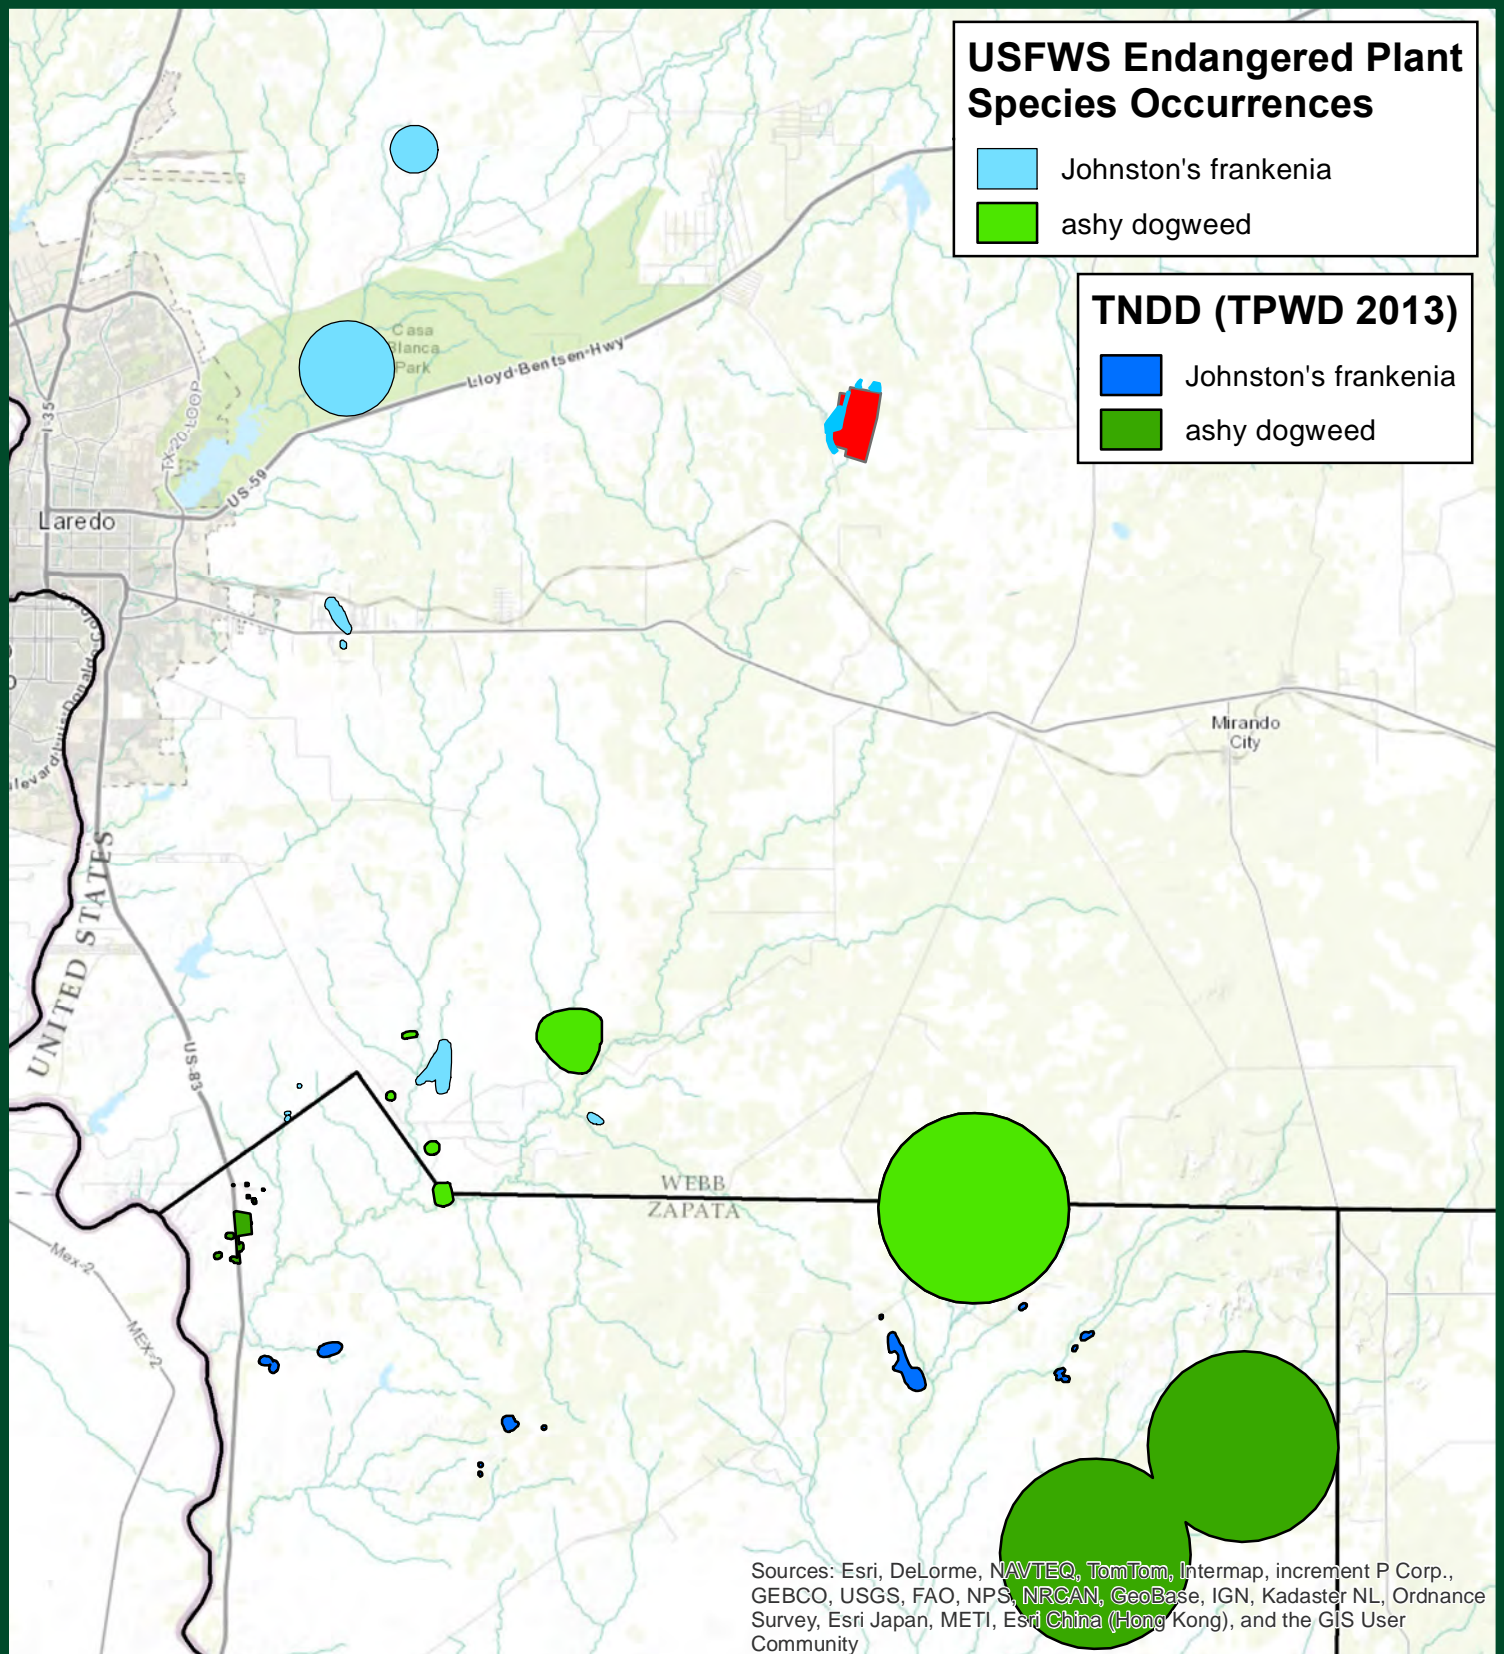 USFWS Endangered Plant
Species Occurrences
Johnston's frankenia
ashy dogweed
TNDD (TPWD 2013)
Johnston's frankenia
ashy dogweed
Casa
Blanca
Park
Lloyd-Bentsen-Hwy
I-35
TX-20-LOOP
US-59
Laredo
Mirando
City
UNITED STATES
US-83
WEBB
ZAPATA
Mex-2
MEX-2
Sources: Esri, DeLorme, NAVTEQ, TomTom, Intermap, increment P Corp.,
GEBCO, USGS, FAO, NPS, NRCAN, GeoBase, IGN, Kadaster NL, Ordnance
Survey, Esri Japan, METI, Esri China (Hong Kong), and the GIS User
Community